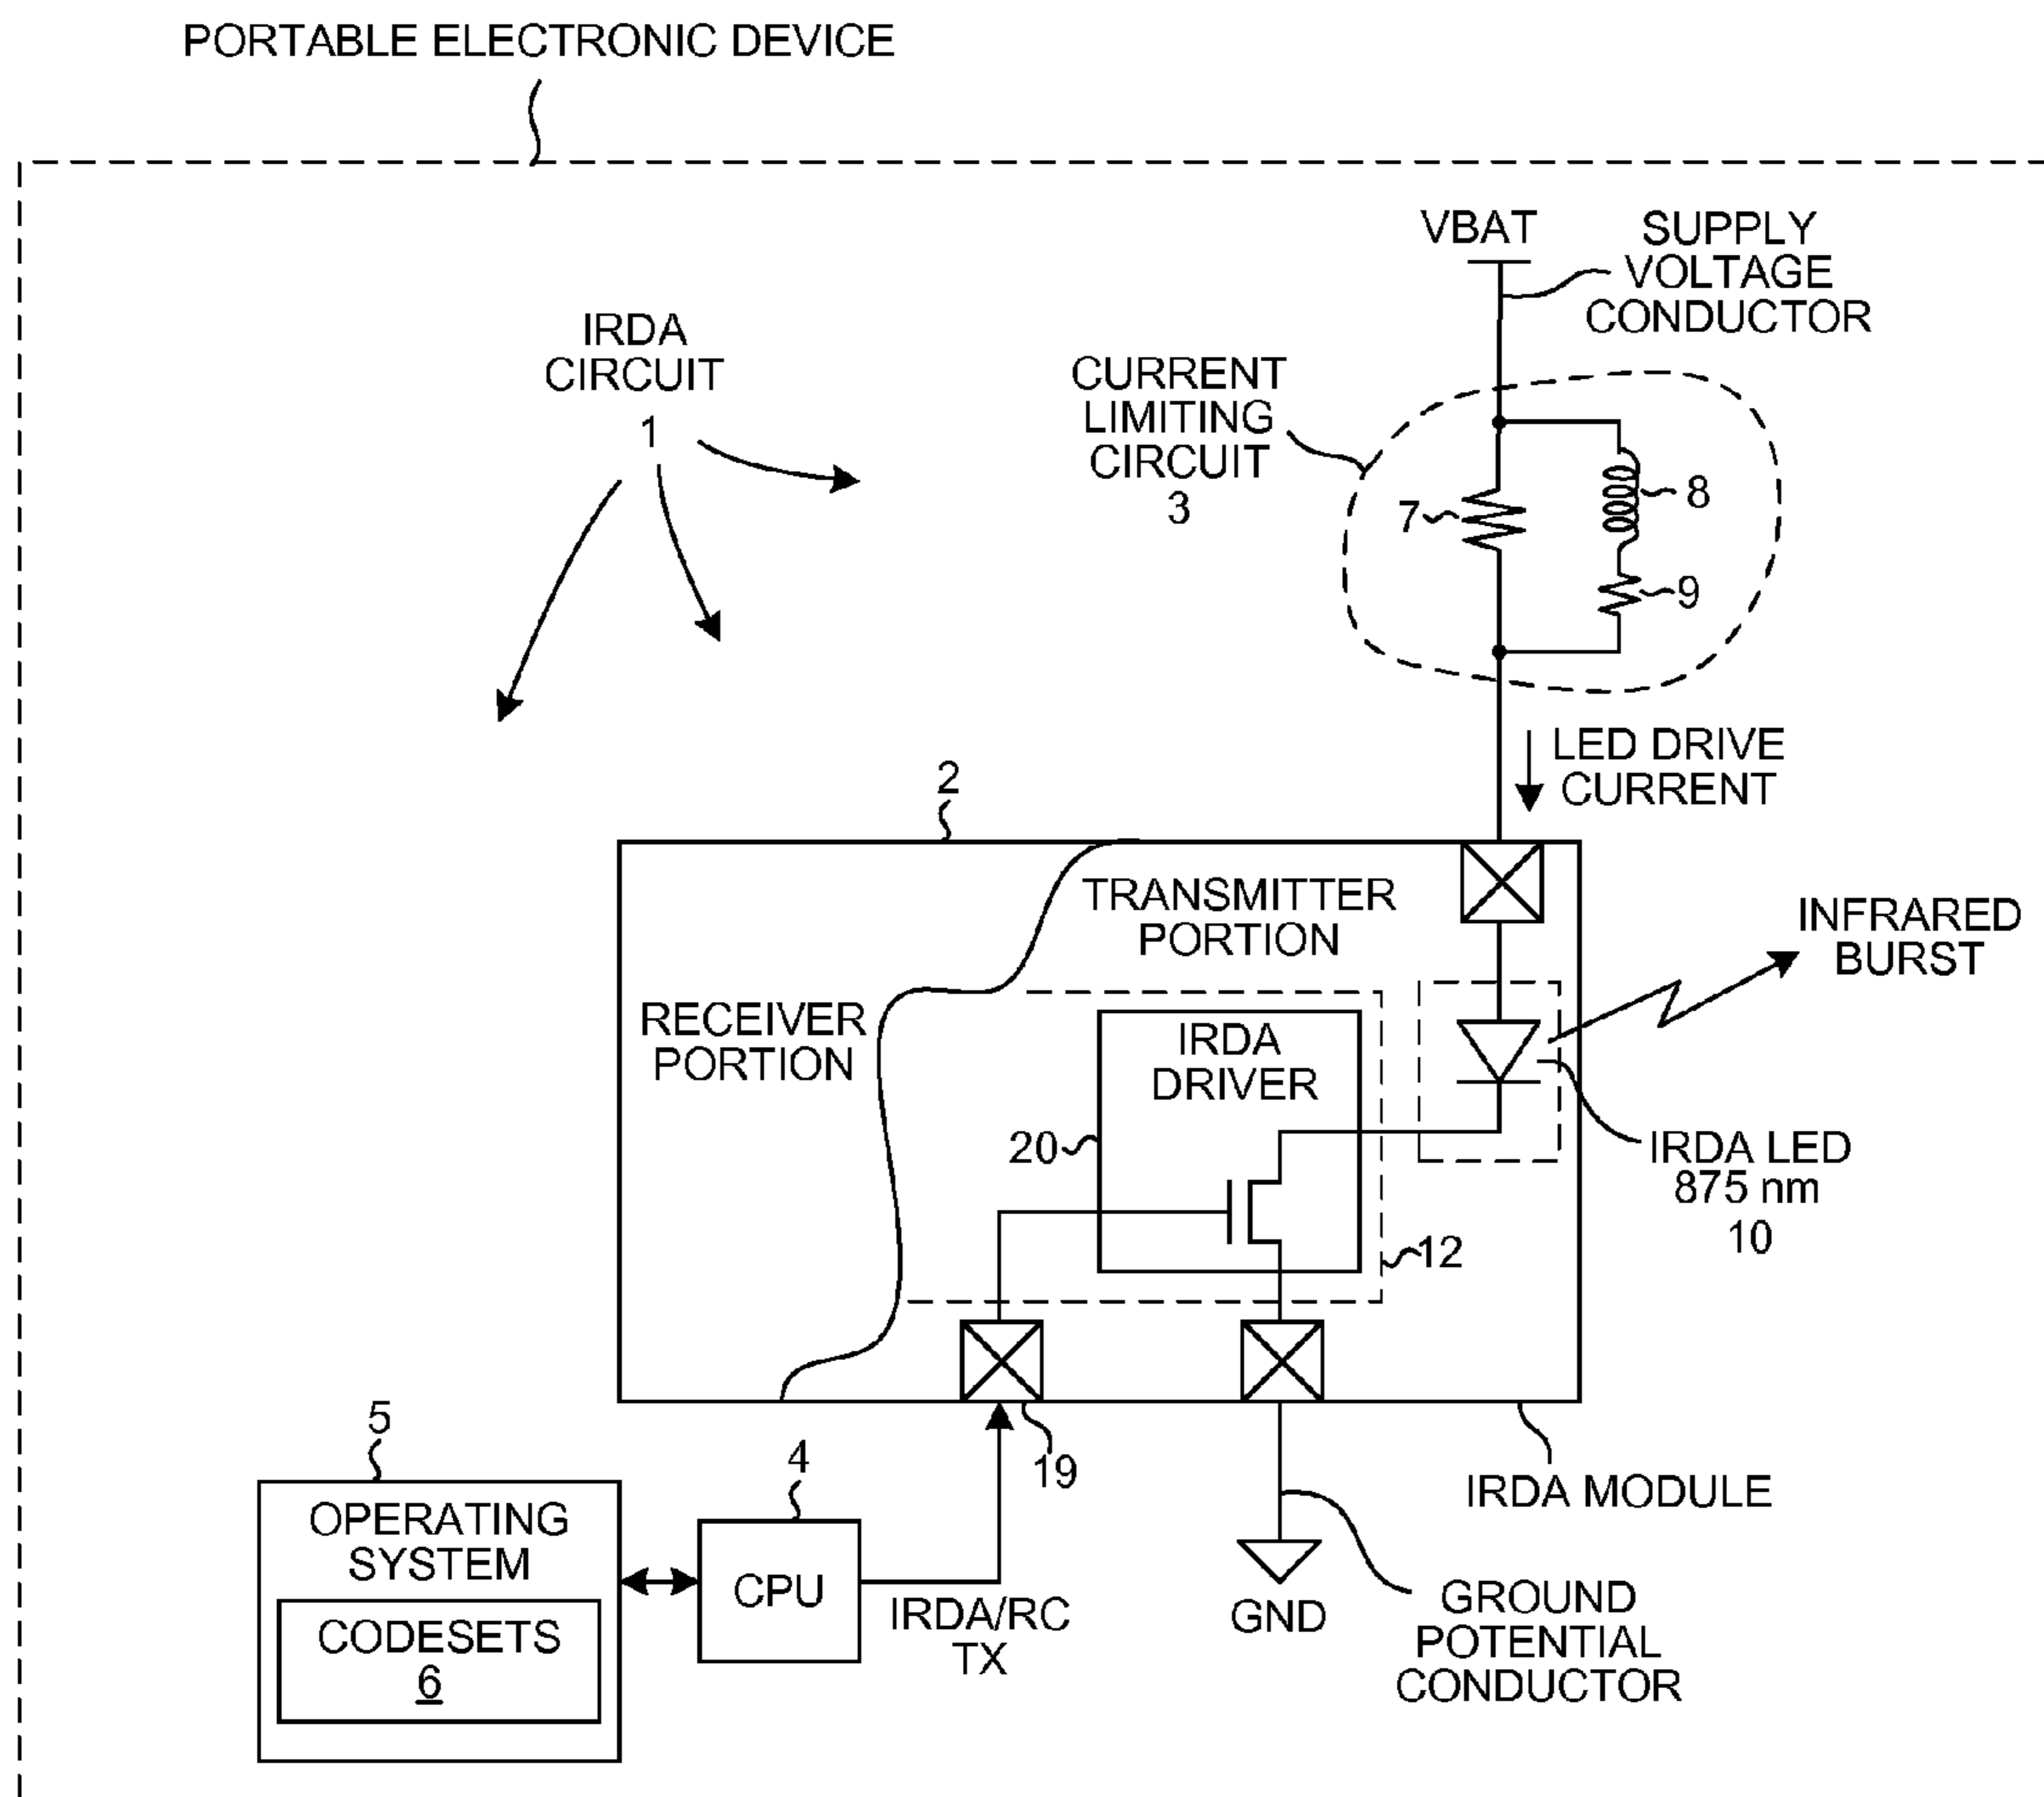 PORTABLE ELECTRONIC DEVICE
VBAT
SUPPLY
VOLTAGE
CONDUCTOR
IRDA
CIRCUIT
1
CURRENT
LIMITING
CIRCUIT
3
7
8
9
LED DRIVE
CURRENT
2
TRANSMITTER
PORTION
INFRARED
BURST
RECEIVER
PORTION
IRDA
DRIVER
20
IRDA LED
875 nm
10
12
19
IRDA MODULE
5
OPERATING
SYSTEM
CODESETS
6
4
CPU
IRDA/RC
TX
GND
GROUND
POTENTIAL
CONDUCTOR